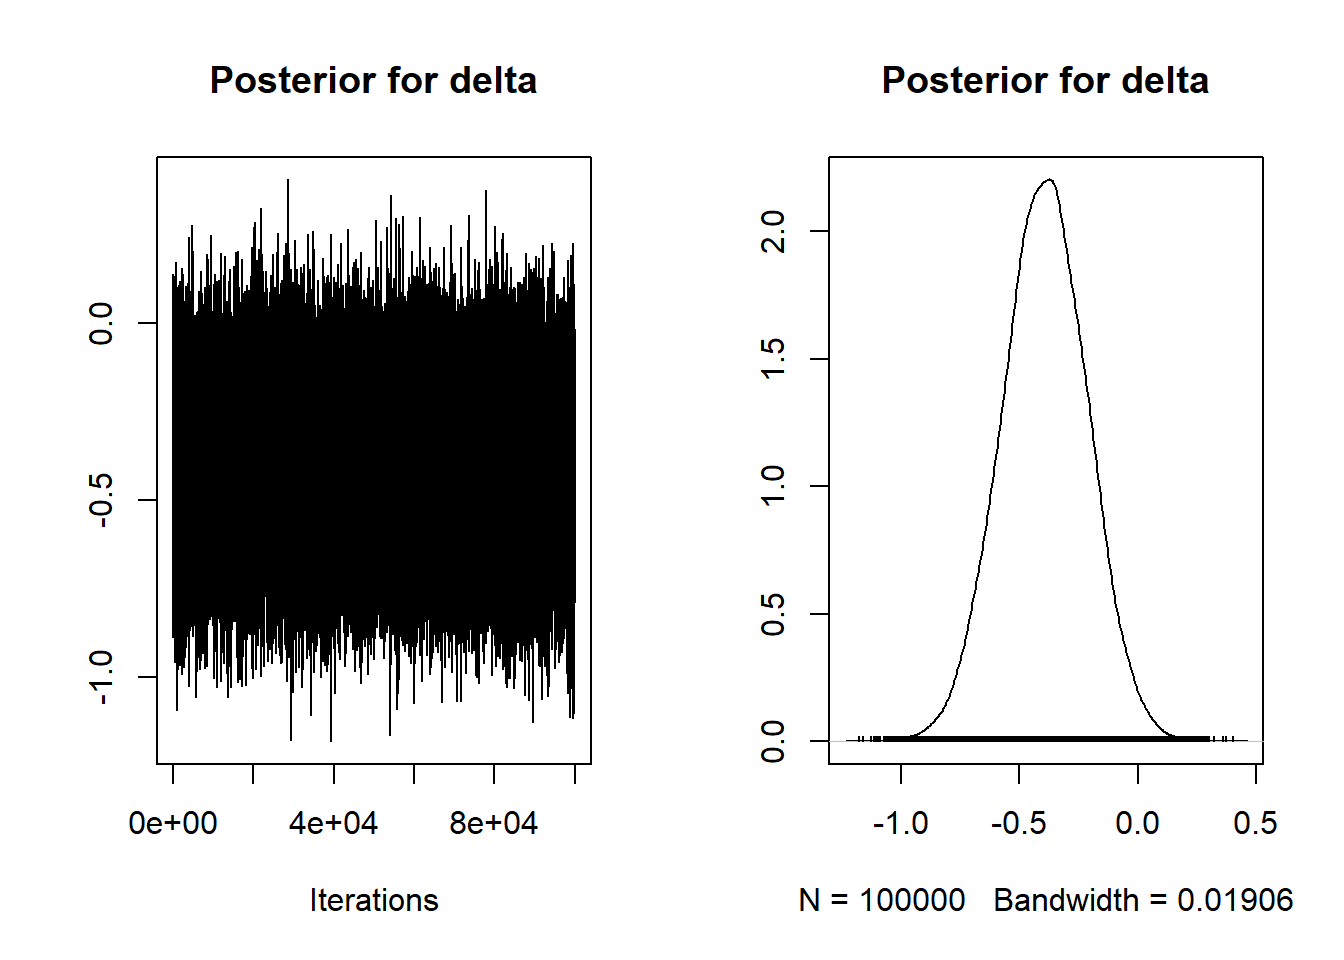 Posterior for delta
0.0
-0.5
-1.0
0e+00 4e+04 8e+04
Iterations
Posterior for delta
2.0
1.5
1.0
0.5
0.0
-1.0 -0.5 0.0 0.5
N = 100000 Bandwidth = 0.01906